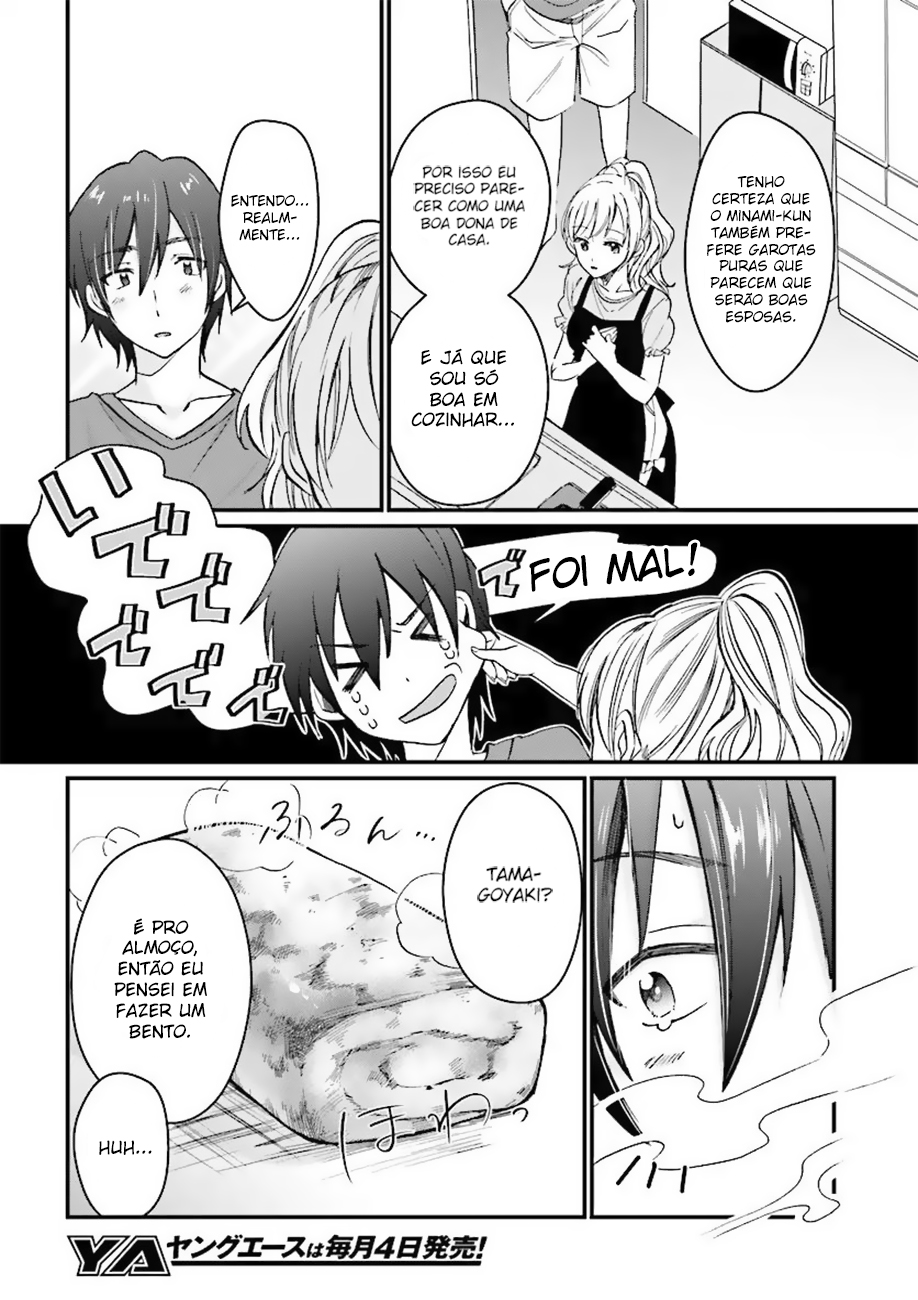 TENHO
CERTEZA QUE
O MINAMI-KUN
TAMBÉM PRE-
FERE GAROTAS
PURAS QUE
PARECEM QUE
SERÃO BOAS
ESPOSAS.
POR ISSO EU
PRECISO PARE-
CER COMO UMA
BOA DONA DE
CASA.
E JÁ QUE
SOU SÓ
BOA EM
COZINHAR...
ENTENDO...
REALM-
MENTE...
で
FOI MAL!
いででででで
TAMA-
GOYAKI?
ふるん...
É PRO
ALMOÇO,
ENTÃO EU
PENSEI EM
FAZER UM
BENTO.
ほわっ
HUH...
YA ヤングエースは毎月4日発売!